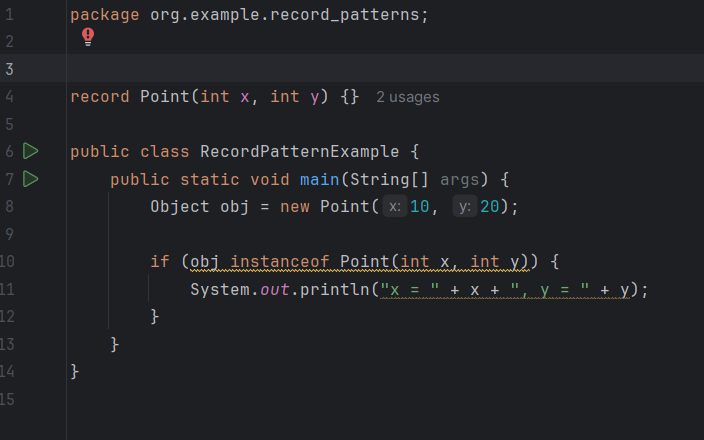 1 package org.example.record_patterns;
2
3
4 record Point(int x, int y) {} 2 usages
5
6 public class RecordPatternExample {
7 public static void main(String[] args) {
8 Object obj = new Point( x: 10, y: 20);
9
10 if (obj instanceof Point(int x, int y)) {
11 System.out.println("x = " + x + ", y = " + y);
12 }
13 }
14 }
15